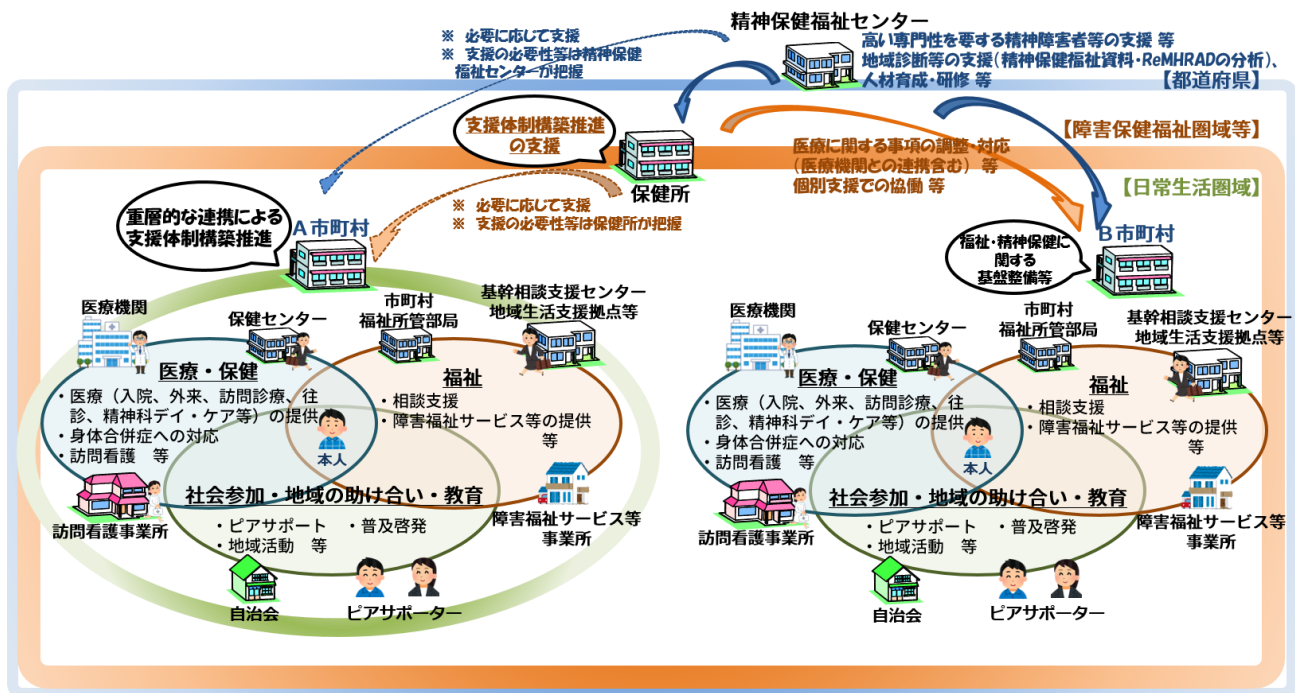 精神保健福祉センター
※ 必要に応じて支援
※ 支援の必要性等は精神保健
福祉センターが把握
高い専門性を要する精神障害者等の支援 等
地域診断等の支援(精神保健福祉資料・ReMHRADの分析)、
人材育成・研修 等
【都道府県】
支援体制構築推進
の支援
【障害保健福祉圏域等】
医療に関する事項の調整・対応
(医療機関との連携含む) 等
個別支援での協働 等
保健所
【日常生活圏域】
※ 必要に応じて支援
※ 支援の必要性等は保健所が把握
重層的な連携による
支援体制構築推進
A市町村
福祉・精神保健に
関する
基盤整備等
B市町村
医療機関
保健センター
市町村
福祉所管部局
基幹相談支援センター
地域生活支援拠点等
医療・保健
・医療(入院、外来、訪問診療、往
診、精神科デイ・ケア等)の提供
・身体合併症への対応
・訪問看護 等
福祉
・相談支援
・障害福祉サービス等の提供
等
本人
社会参加・地域の助け合い・教育
・ピアサポート ・普及啓発
・地域活動 等
訪問看護事業所
障害福祉サービス等
事業所
自治会
ピアサポーター
医療機関
保健センター
市町村
福祉所管部局
基幹相談支援センター
地域生活支援拠点等
医療・保健
・医療(入院、外来、訪問診療、往
診、精神科デイ・ケア等)の提供
・身体合併症への対応
・訪問看護 等
福祉
・相談支援
・障害福祉サービス等の提供
等
本人
社会参加・地域の助け合い・教育
・ピアサポート ・普及啓発
・地域活動 等
訪問看護事業所
障害福祉サービス等
事業所
自治会
ピアサポーター